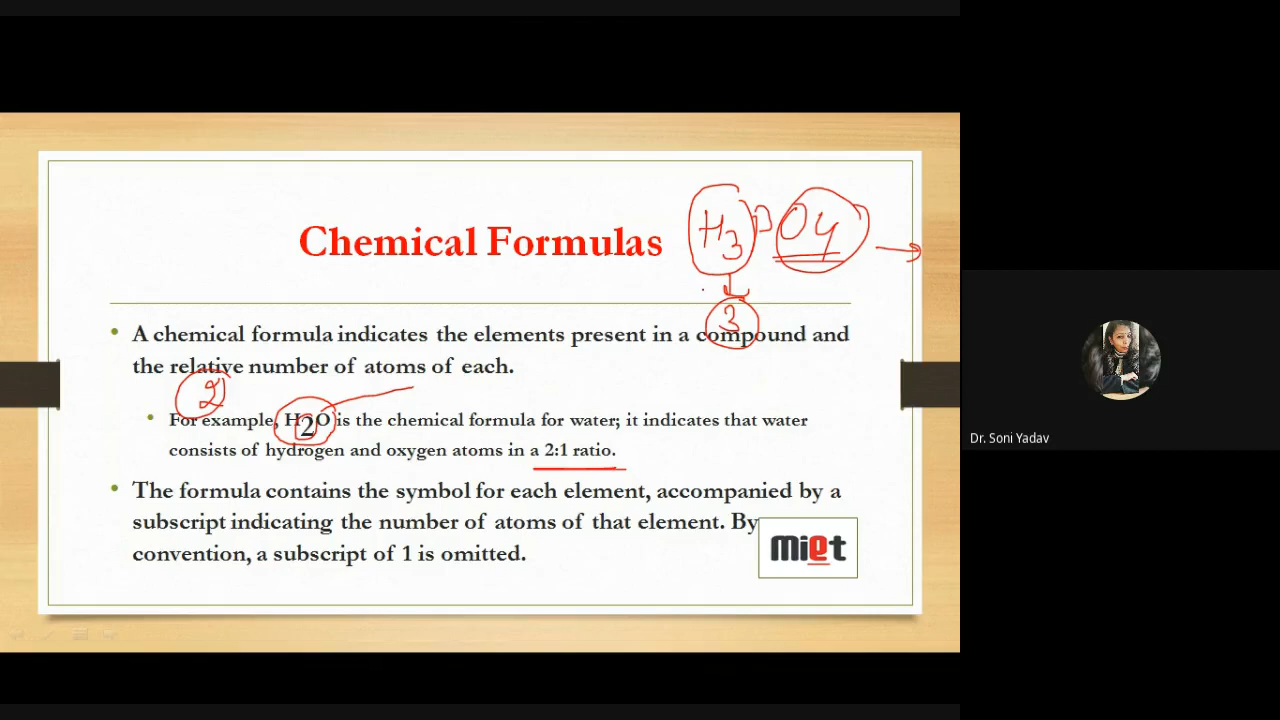 Chemical Formulas
H3 B O4
3
A chemical formula indicates the elements present in a compound and
the relative number of atoms of each.
2
For example, H2O is the chemical formula for water; it indicates that water
consists of hydrogen and oxygen atoms in a 2:1 ratio.
The formula contains the symbol for each element, accompanied by a
subscript indicating the number of atoms of that element. By
convention, a subscript of 1 is omitted.
miet
Dr. Soni Yadav